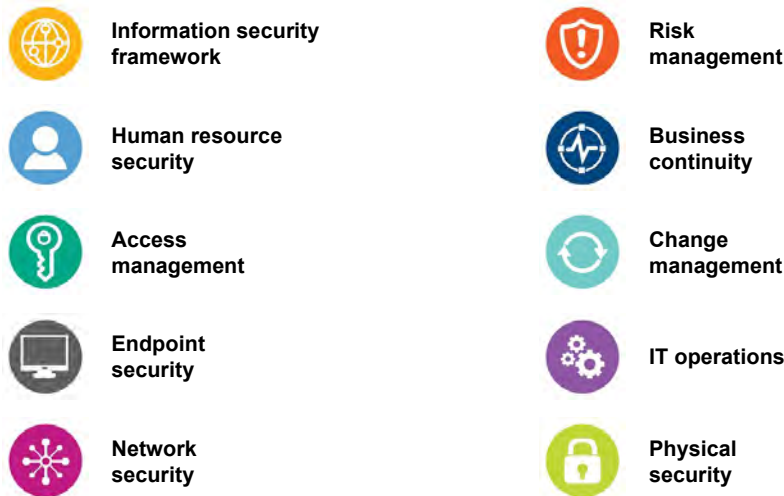 Information security
framework
Risk
management
Human resource
security
Business
continuity
Access
management
Change
management
Endpoint
security
IT operations
Network
security
Physical
security